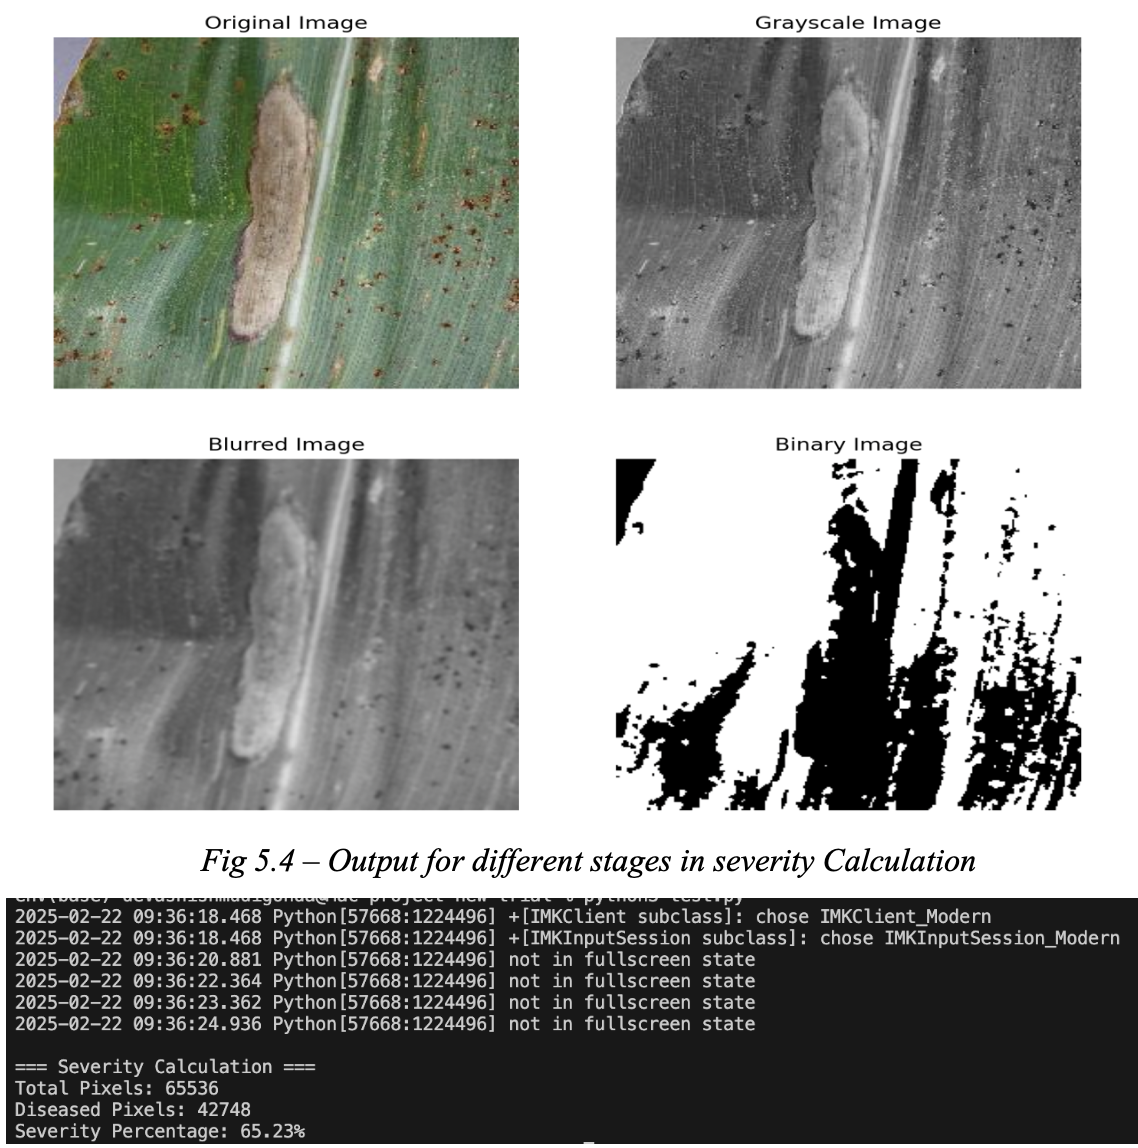 Original Image
Grayscale Image
Blurred Image
Binary Image
Fig 5.4 – Output for different stages in severity Calculation
2025-02-22 09:36:18.468 Python[57668:1224496] +[IMKClient subclass]: chose IMKClient_Modern
2025-02-22 09:36:18.468 Python[57668:1224496] +[IMKInputSession subclass]: chose IMKInputSession_Modern
2025-02-22 09:36:20.881 Python[57668:1224496] not in fullscreen state
2025-02-22 09:36:22.364 Python[57668:1224496] not in fullscreen state
2025-02-22 09:36:23.362 Python[57668:1224496] not in fullscreen state
2025-02-22 09:36:24.936 Python[57668:1224496] not in fullscreen state
=== Severity Calculation ===
Total Pixels: 65536
Diseased Pixels: 42748
Severity Percentage: 65.23%